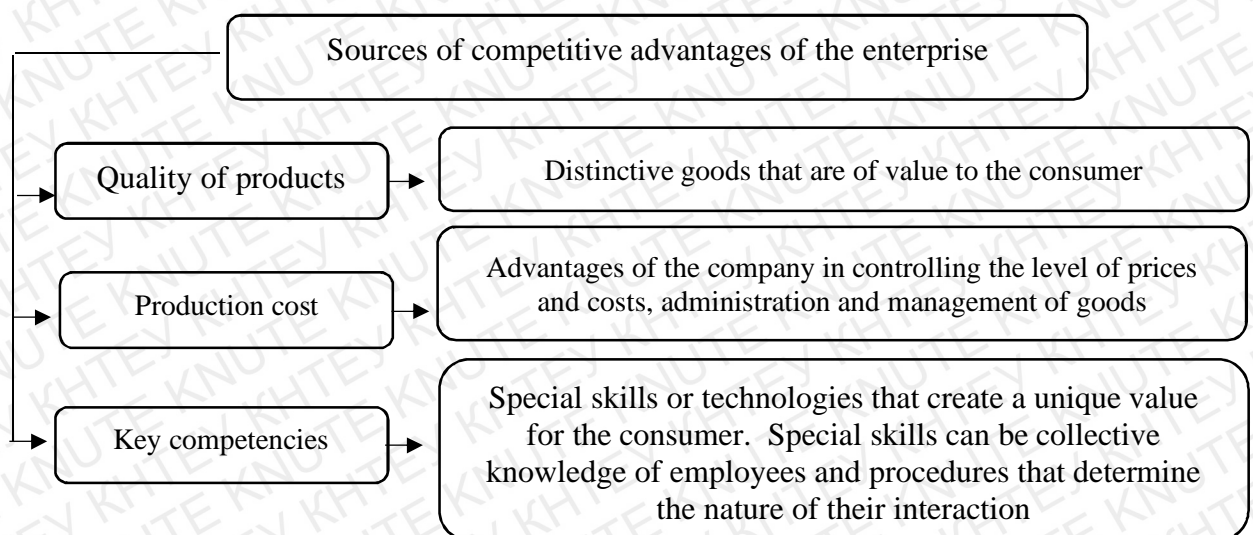 Sources of competitive advantages of the enterprise
Quality of products
Distinctive goods that are of value to the consumer
Production cost
Advantages of the company in controlling the level of prices
and costs, administration and management of goods
Key competencies
Special skills or technologies that create a unique value
for the consumer. Special skills can be collective
knowledge of employees and procedures that determine
the nature of their interaction